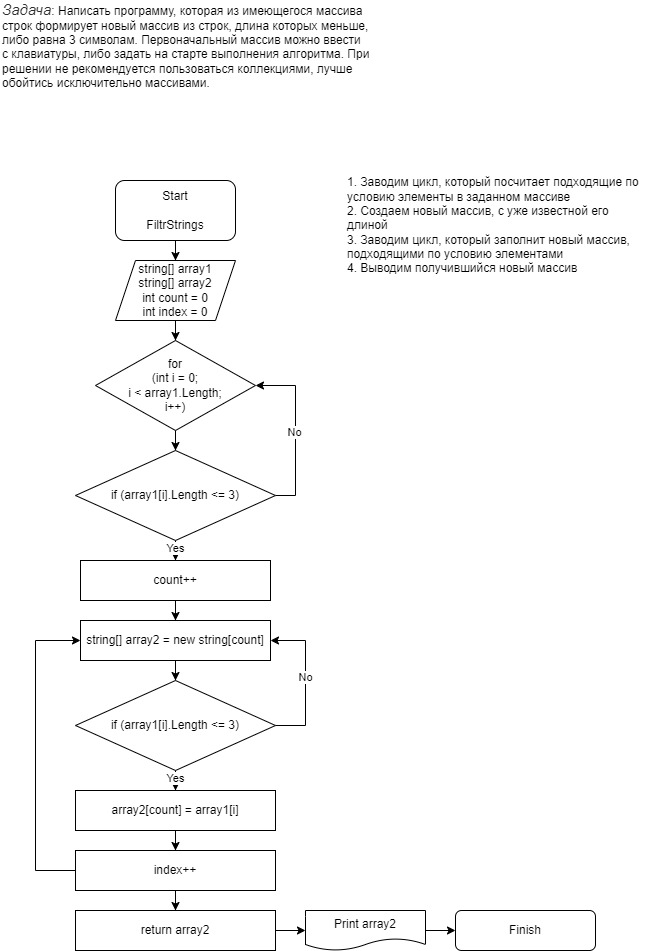 Задача: Написать программу, которая из имеющегося массива
строк формирует новый массив из строк, длина которых меньше,
либо равна 3 символам. Первоначальный массив можно ввести
с клавиатуры, либо задать на старте выполнения алгоритма. При
решении не рекомендуется пользоваться коллекциями, лучше
обойтись исключительно массивами.
1. Заводим цикл, который посчитает подходящие по
условию элементы в заданном массиве
2. Создаем новый массив, с уже известной его
длиной
3. Заводим цикл, который заполнит новый массив,
подходящими по условию элементами
4. Выводим получившийся новый массив
Start
FiltrStrings
string[] array1
string[] array2
int count = 0
int index = 0
for
(int i = 0;
i < array1.Length;
i++)
No
if (array1[i].Length <= 3)
Yes
count++
string[] array2 = new string[count]
No
if (array1[i].Length <= 3)
Yes
array2[count] = array1[i]
index++
return array2
Print array2
Finish